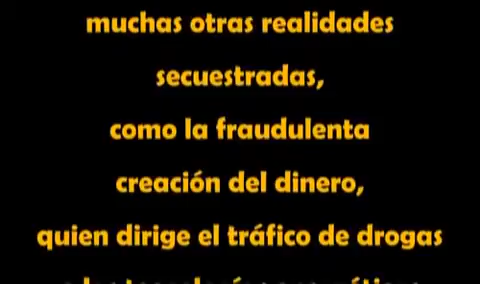 muchas otras realidades
secuestradas,
como la fraudulenta
creación del dinero,
quien dirige el tráfico de drogas